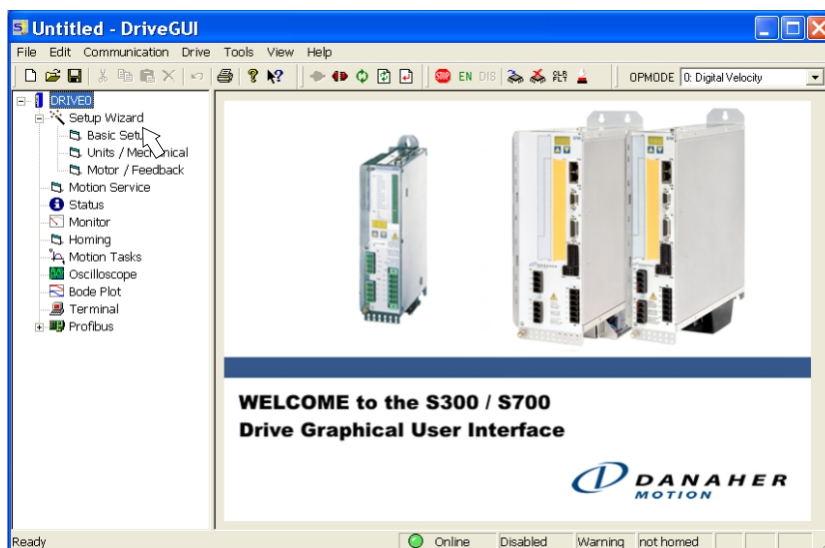 Untitled - DriveGUI
File Edit Communication Drive Tools View Help
STOP EN DIS OPMODE 0: Digital Velocity
DRIVE0
Setup Wizard
Basic Setu
Units / Mechanical
Motor / Feedback
Motion Service
Status
Monitor
Homing
Motion Tasks
Oscilloscope
Bode Plot
Terminal
Profibus
WELCOME to the S300 / S700
Drive Graphical User Interface
DANAHER
MOTION
Ready Online Disabled Warning not homed